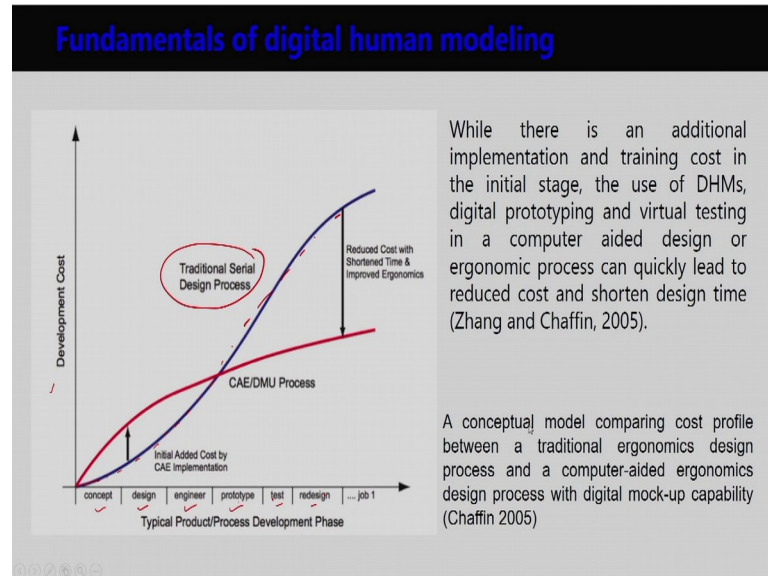 Fundamentals of digital human modeling
Development Cost
Traditional Serial
Design Process
Reduced Cost with
Shortened Time &
Improved Ergonomics
CAE/DMU Process
Initial Added Cost by
CAE Implementation
concept | design | engineer | prototype | test | redesign | .... job 1
Typical Product/Process Development Phase
While there is an additional
implementation and training cost in
the initial stage, the use of DHMs,
digital prototyping and virtual testing
in a computer aided design or
ergonomic process can quickly lead to
reduced cost and shorten design time
(Zhang and Chaffin, 2005).
A conceptual model comparing cost profile
between a traditional ergonomics design
process and a computer-aided ergonomics
design process with digital mock-up capability
(Chaffin 2005)